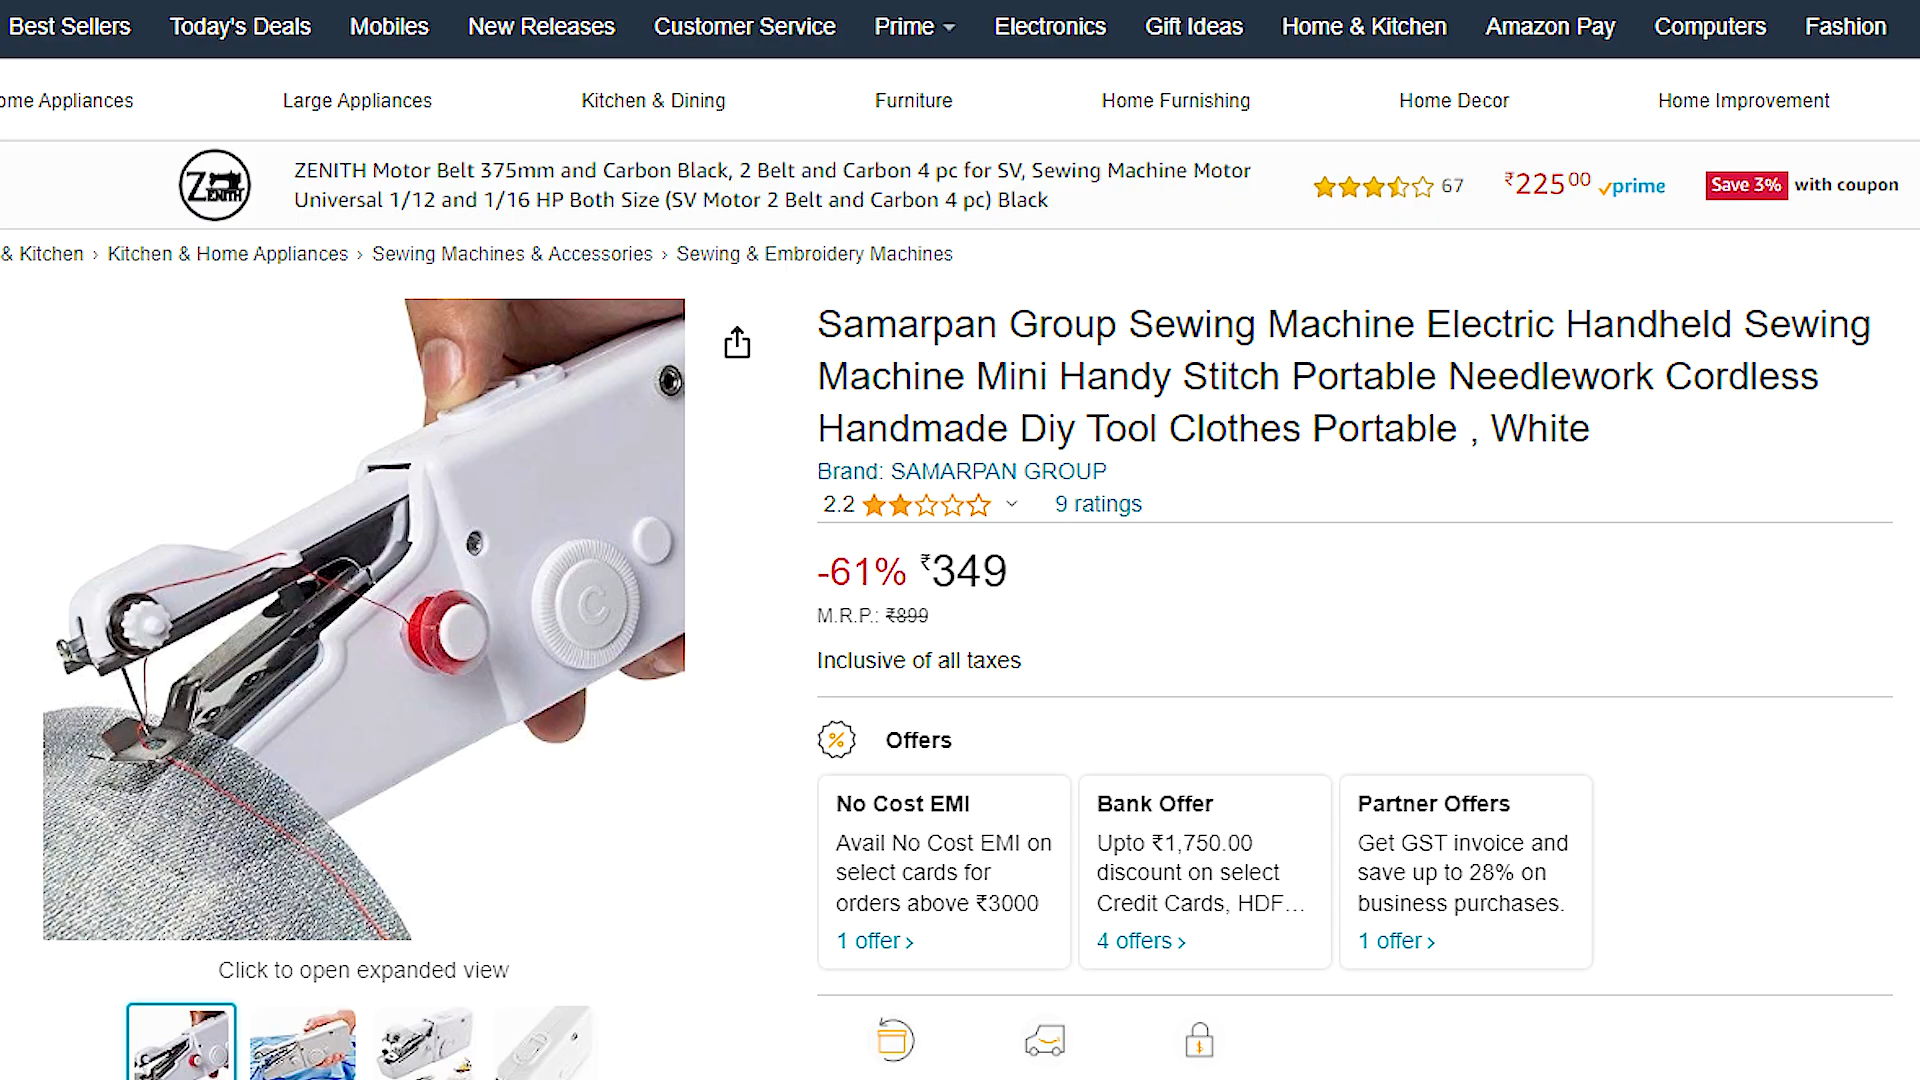 Best Sellers Today's Deals Mobiles New Releases Customer Service Prime Electronics Gift Ideas Home & Kitchen Amazon Pay Computers Fashion
ome Appliances Large Appliances Kitchen & Dining Furniture Home Furnishing Home Decor Home Improvement
ZENITH
ZENITH Motor Belt 375mm and Carbon Black, 2 Belt and Carbon 4 pc for SV, Sewing Machine Motor
Universal 1/12 and 1/16 HP Both Size (SV Motor 2 Belt and Carbon 4 pc) Black
67 ₹225⁰⁰ prime Save 3% with coupon
& Kitchen › Kitchen & Home Appliances › Sewing Machines & Accessories › Sewing & Embroidery Machines
Samarpan Group Sewing Machine Electric Handheld Sewing
Machine Mini Handy Stitch Portable Needlework Cordless
Handmade Diy Tool Clothes Portable , White
Brand: SAMARPAN GROUP
2.2 9 ratings
-61% ₹349
M.R.P.: ₹899
Inclusive of all taxes
Offers
No Cost EMI
Avail No Cost EMI on
select cards for
orders above ₹3000
1 offer ›
Bank Offer
Upto ₹1,750.00
discount on select
Credit Cards, HDF...
4 offers ›
Partner Offers
Get GST invoice and
save up to 28% on
business purchases.
1 offer ›
Click to open expanded view